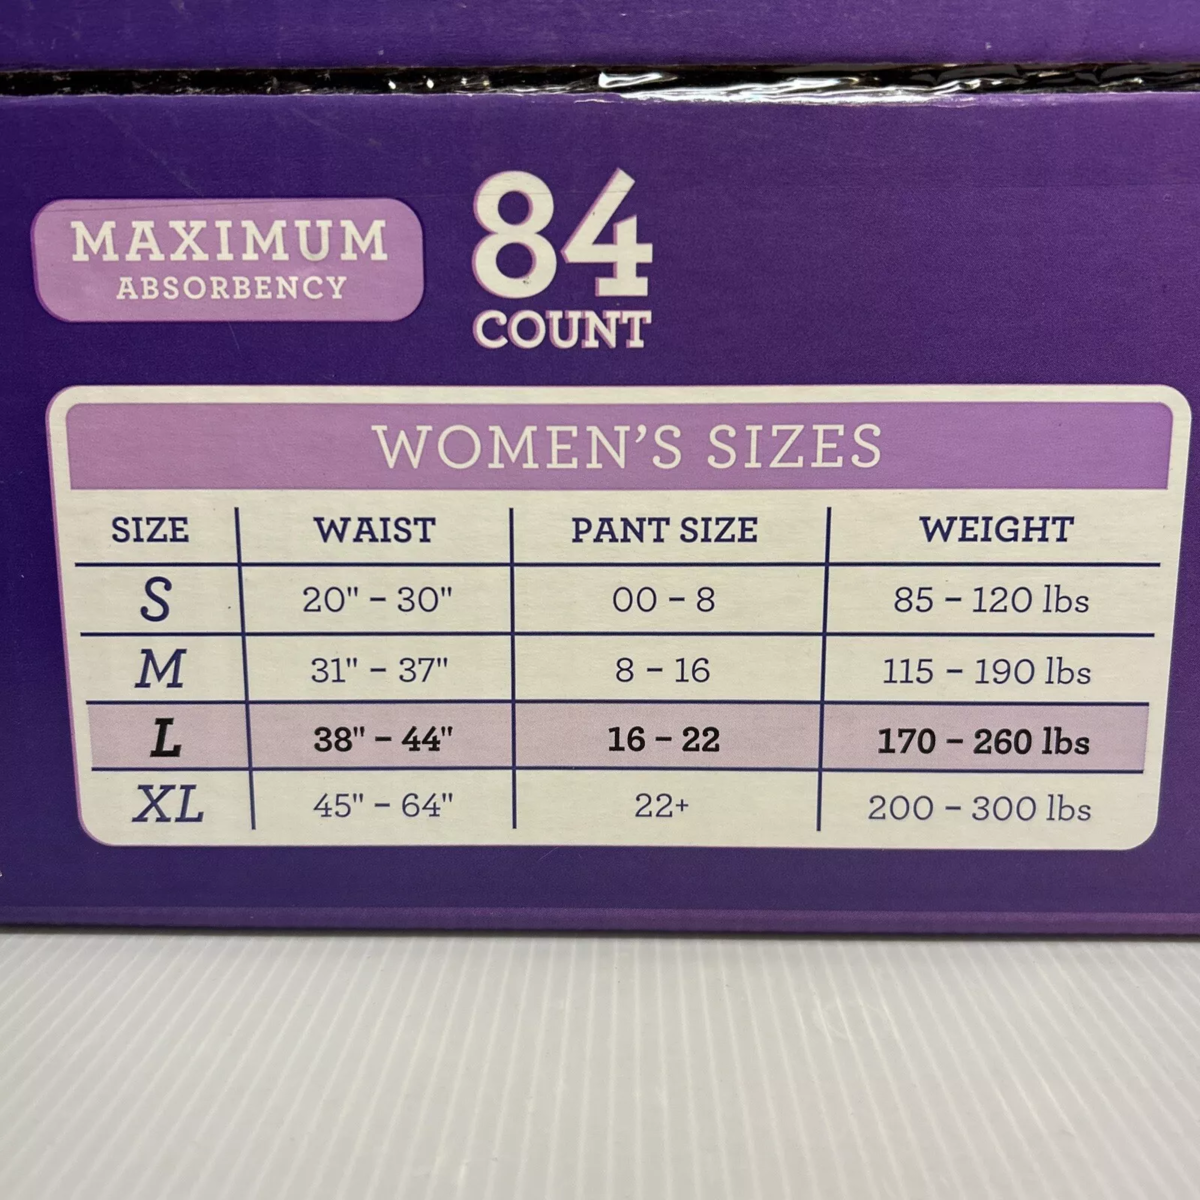 MAXIMUM
ABSORBENCY
84
COUNT
WOMEN'S SIZES
SIZE WAIST PANT SIZE WEIGHT
S 20" – 30" 00 – 8 85 – 120 lbs
M 31" – 37" 8 – 16 115 – 190 lbs
L 38" – 44" 16 – 22 170 – 260 lbs
XL 45" – 64" 22+ 200 – 300 lbs